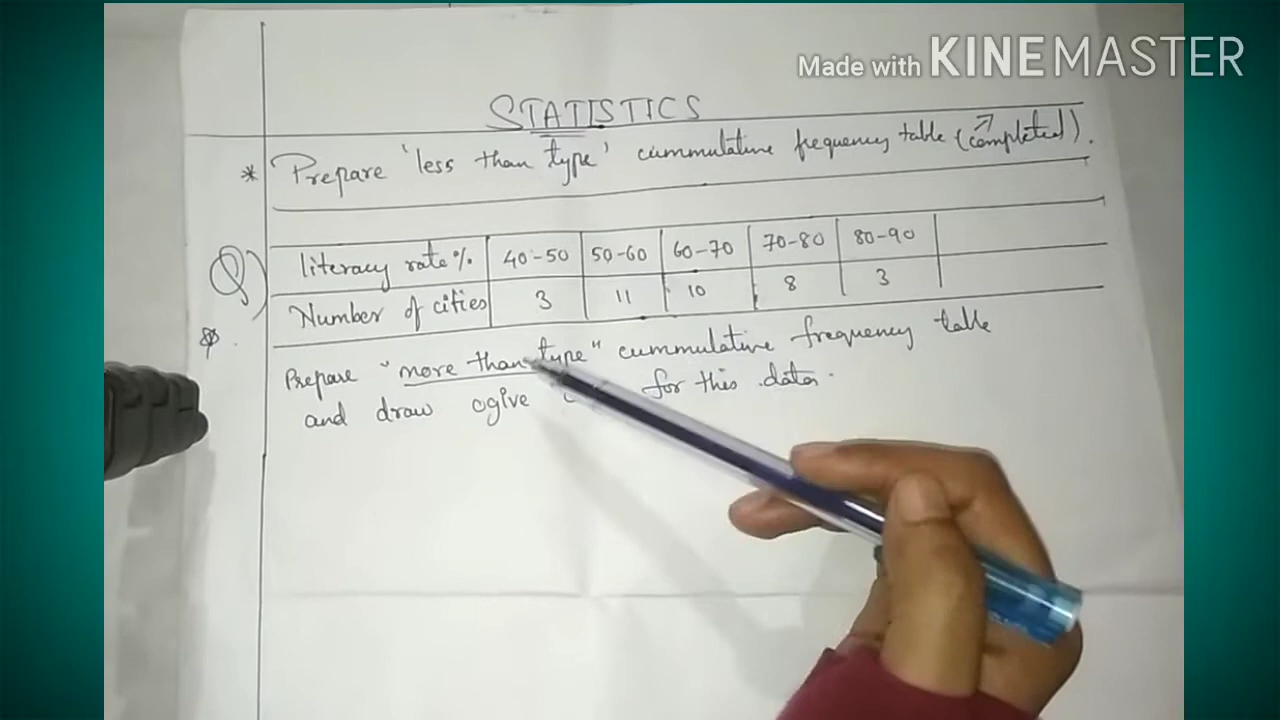 Made with KINEMASTER
STATISTICS
* Prepare 'less than type' cummulative frequency table (completed).
Q) literacy rate% 40-50 50-60 60-70 70-80 80-90
Number of cities 3 11 10 8 3
* Prepare "more than type" cummulative frequency table
and draw ogive for this data.